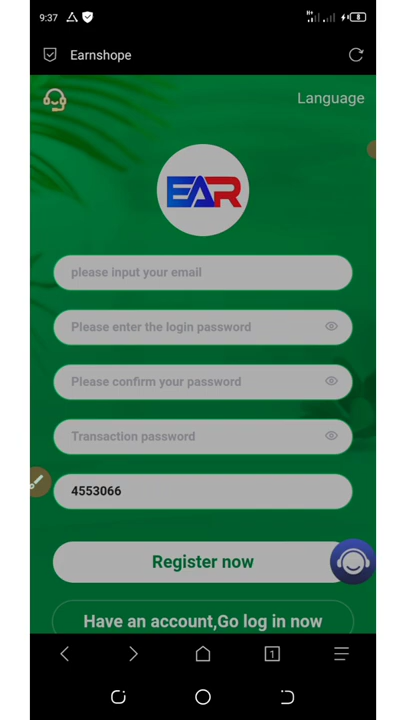 9:37
8
Earnshope
Language
EAR
please input your email
Please enter the login password
Please confirm your password
Transaction password
4553066
Register now
Have an account,Go log in now
1